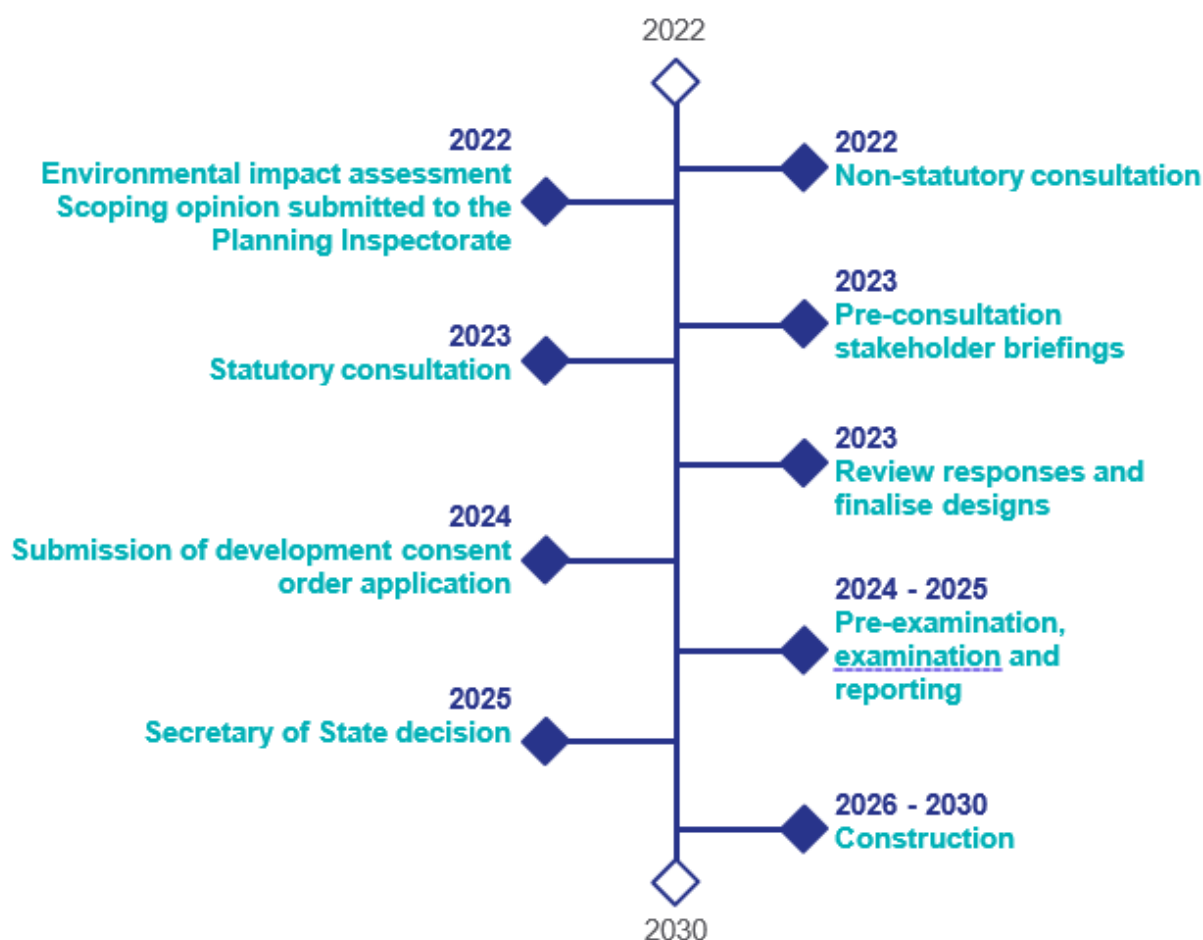 2022
2022
Non-statutory consultation
2022
Environmental impact assessment
Scoping opinion submitted to the
Planning Inspectorate
2023
Pre-consultation
stakeholder briefings
2023
Statutory consultation
2023
Review responses and
finalise designs
2024
Submission of development consent
order application
2024 - 2025
Pre-examination,
examination and
reporting
2025
Secretary of State decision
2026 - 2030
Construction
2030